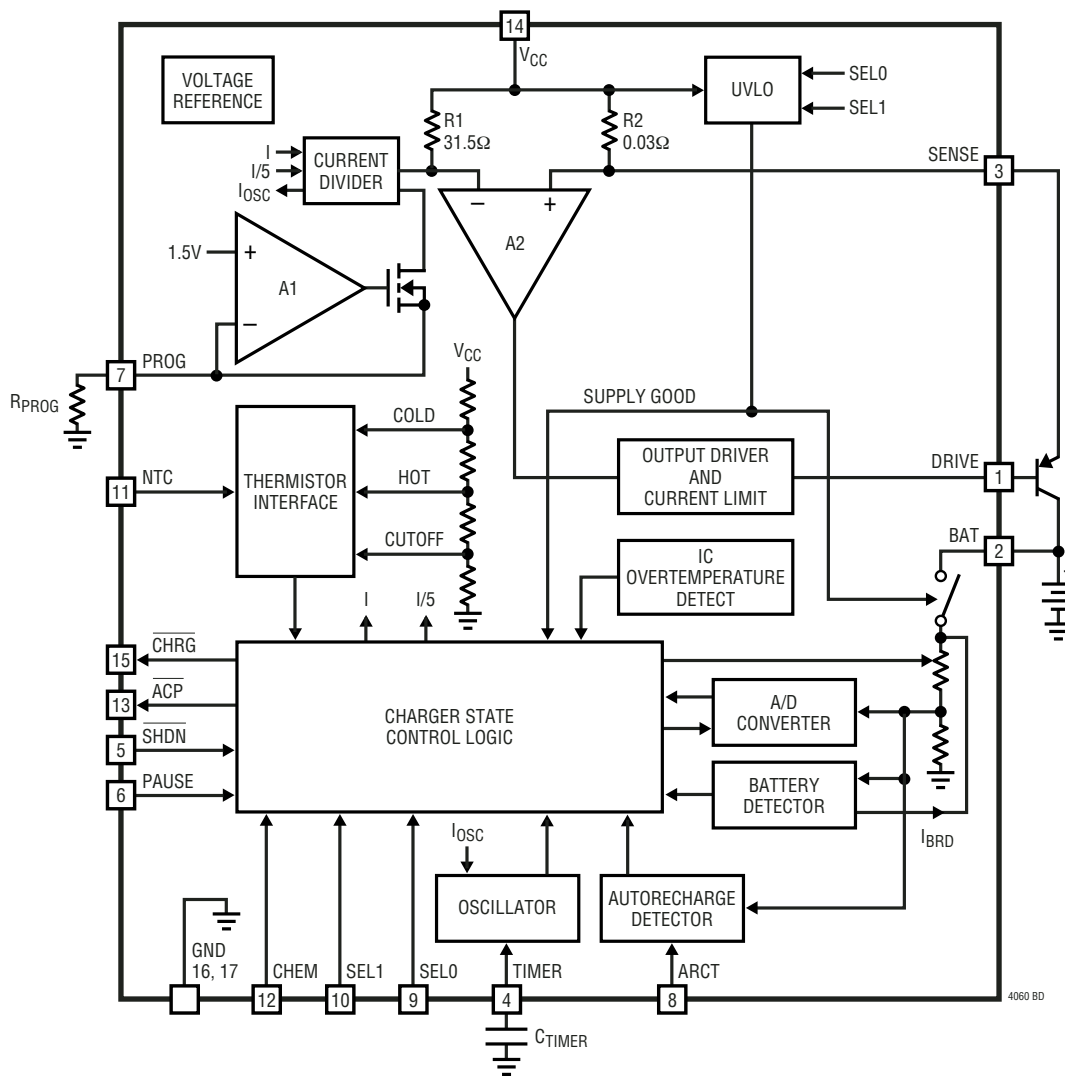 14
VCC
VOLTAGE
REFERENCE
R1
31.5Ω
R2
0.03Ω
UVLO
SEL0
SEL1
I
I/5
IOSC
CURRENT
DIVIDER
SENSE
3
1.5V
+
−
A1
−
+
A2
7
PROG
RPROG
VCC
SUPPLY GOOD
11
NTC
THERMISTOR
INTERFACE
COLD
HOT
CUTOFF
OUTPUT DRIVER
AND
CURRENT LIMIT
DRIVE
1
BAT
2
IC
OVERTEMPERATURE
DETECT
I
I/5
15
CHRG
13
ACP
5
SHDN
6
PAUSE
CHARGER STATE
CONTROL LOGIC
A/D
CONVERTER
BATTERY
DETECTOR
IBRD
IOSC
OSCILLATOR
AUTORECHARGE
DETECTOR
GND
16, 17
CHEM
12
SEL1
10
SEL0
9
TIMER
4
ARCT
8
CTIMER
4060 BD